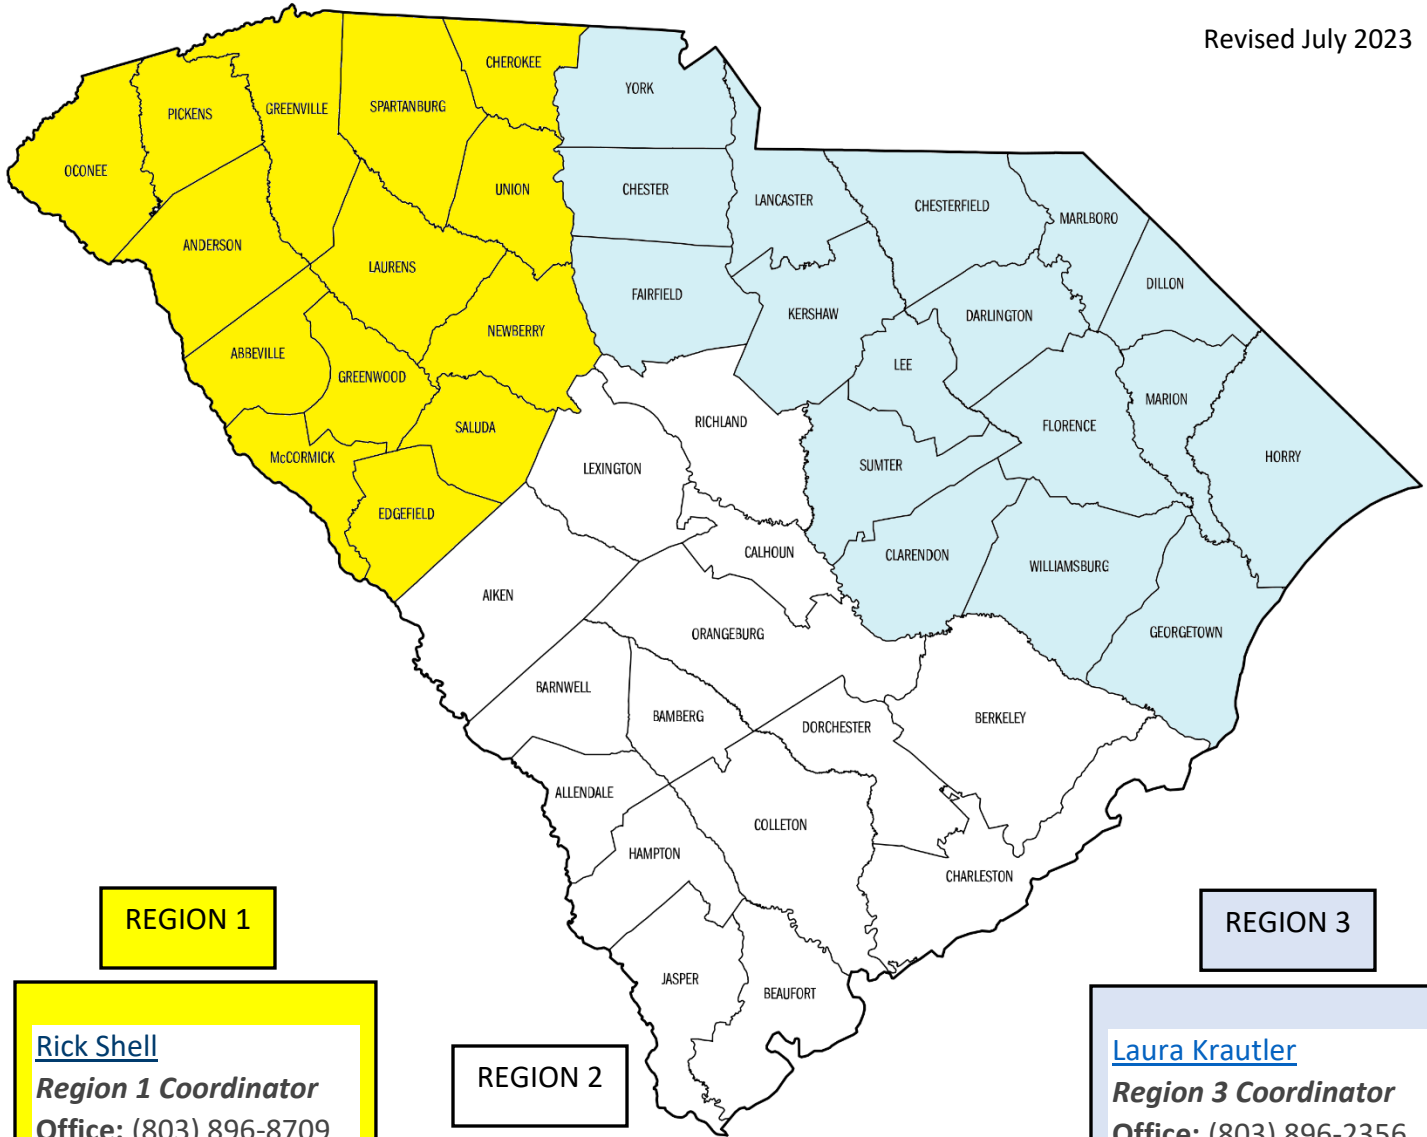 Revised July 2023
CHEROKEE
YORK
PICKENS
GREENVILLE
SPARTANBURG
OCONEE
UNION
CHESTER
LANCASTER
CHESTERFIELD
MARLBORO
ANDERSON
LAURENS
FAIRFIELD
DILLON
NEWBERRY
KERSHAW
DARLINGTON
ABBEVILLE
GREENWOOD
LEE
MARION
SALUDA
RICHLAND
FLORENCE
McCORMICK
LEXINGTON
SUMTER
HORRY
EDGEFIELD
CALHOUN
CLARENDON
WILLIAMSBURG
AIKEN
ORANGEBURG
GEORGETOWN
BARNWELL
BAMBERG
DORCHESTER
BERKELEY
ALLENDALE
COLLETON
HAMPTON
CHARLESTON
JASPER
BEAUFORT
REGION 1
Rick Shell
Region 1 Coordinator
Office: (803) 896-8709
REGION 2
REGION 3
Laura Krautler
Region 3 Coordinator
Office: (803) 896-2356